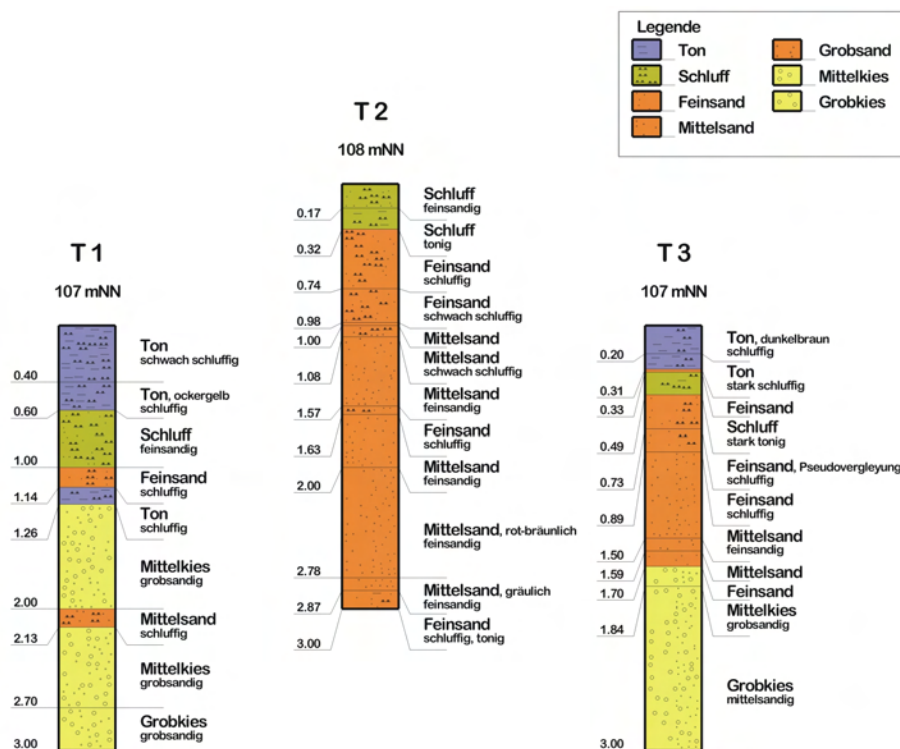 Legende
Ton
Schluff
Feinsand
Mittelsand
Grobsand
Mittelkies
Grobkies
T 1
107 mNN
0.40
0.60
1.00
1.14
1.26
2.00
2.13
2.70
3.00
Ton
schwach schluffig
Ton, ockergelb
schluffig
Schluff
feinsandig
Feinsand
schluffig
Ton
schluffig
Mittelkies
grobsandig
Mittelsand
schluffig
Mittelkies
grobsandig
Grobkies
grobsandig
T 2
108 mNN
0.17
0.32
0.74
0.98
1.00
1.08
1.57
1.63
2.00
2.78
2.87
3.00
Schluff
feinsandig
Schluff
tonig
Feinsand
schluffig
Feinsand
schwach schluffig
Mittelsand
Mittelsand
schwach schluffig
Mittelsand
feinsandig
Feinsand
schluffig
Mittelsand
feinsandig
Mittelsand, rot-bräunlich
feinsandig
Mittelsand, gräulich
feinsandig
Feinsand
schluffig, tonig
T 3
107 mNN
0.20
0.31
0.33
0.49
0.73
0.89
1.50
1.59
1.70
1.84
3.00
Ton, dunkelbraun
schluffig
Ton
stark schluffig
Feinsand
Schluff
stark tonig
Feinsand, Pseudovergleyung
schluffig
Feinsand
schluffig
Mittelsand
feinsandig
Mittelsand
Feinsand
Mittelkies
grobsandig
Grobkies
mittelsandig